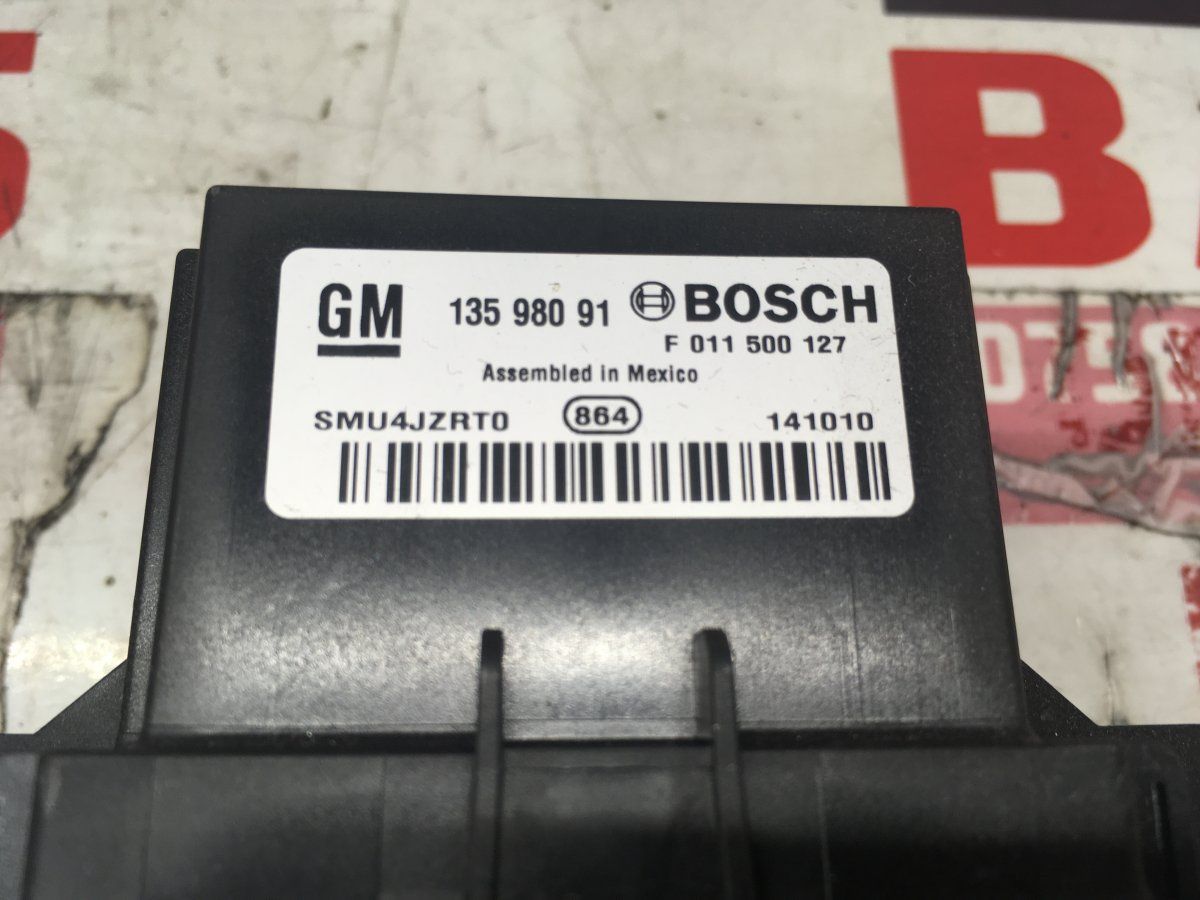 B
GM 135 980 91 BOSCH
F 011 500 127
Assembled in Mexico
SMU4JZRT0 864 141010